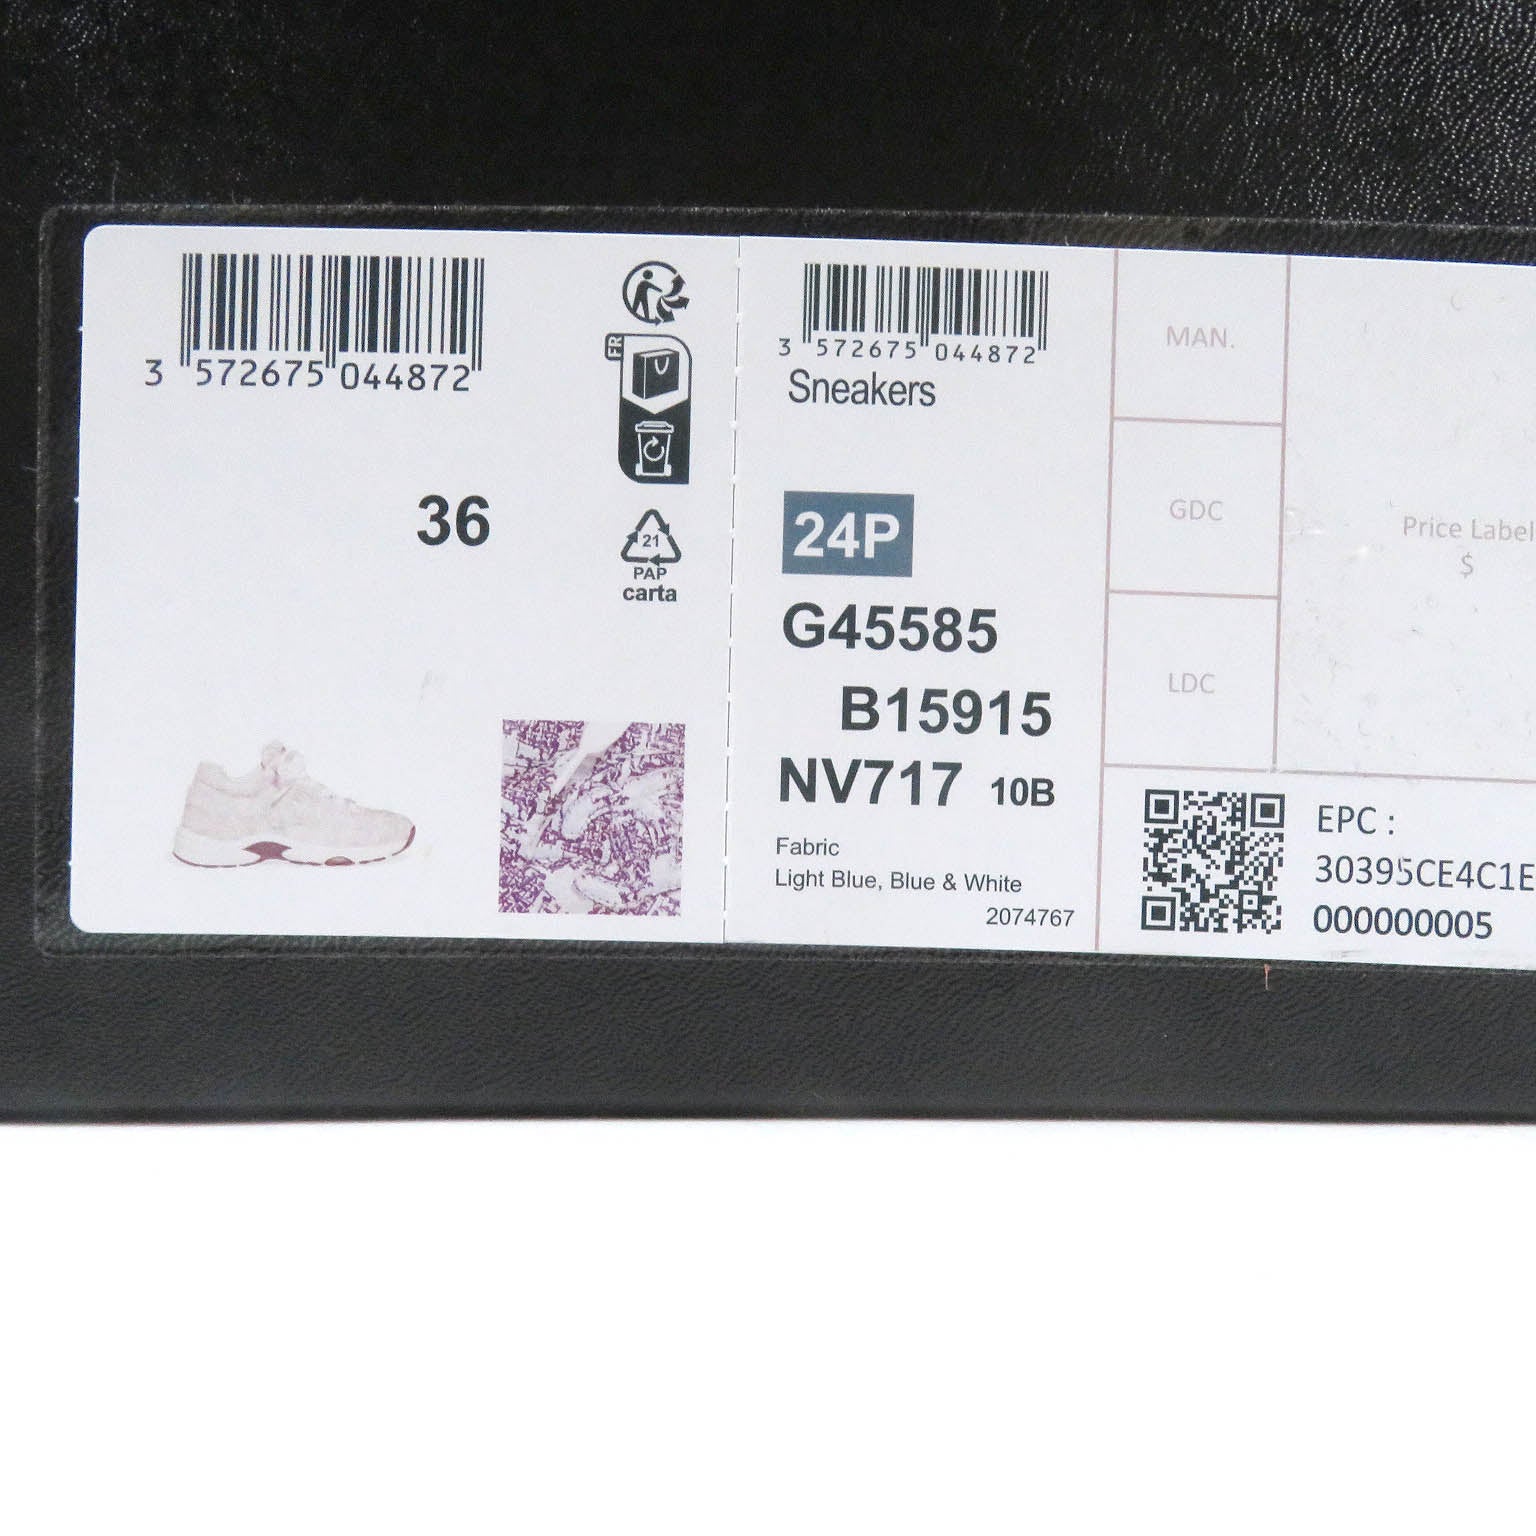 3 572675 044872
FR
36
21
PAP
carta
3 572675 044872
Sneakers
24P
G45585
B15915
NV717 10B
Fabric
Light Blue, Blue & White
2074767
MAN.
GDC
LDC
Price Label
$
EPC :
30395CE4C1E
000000005